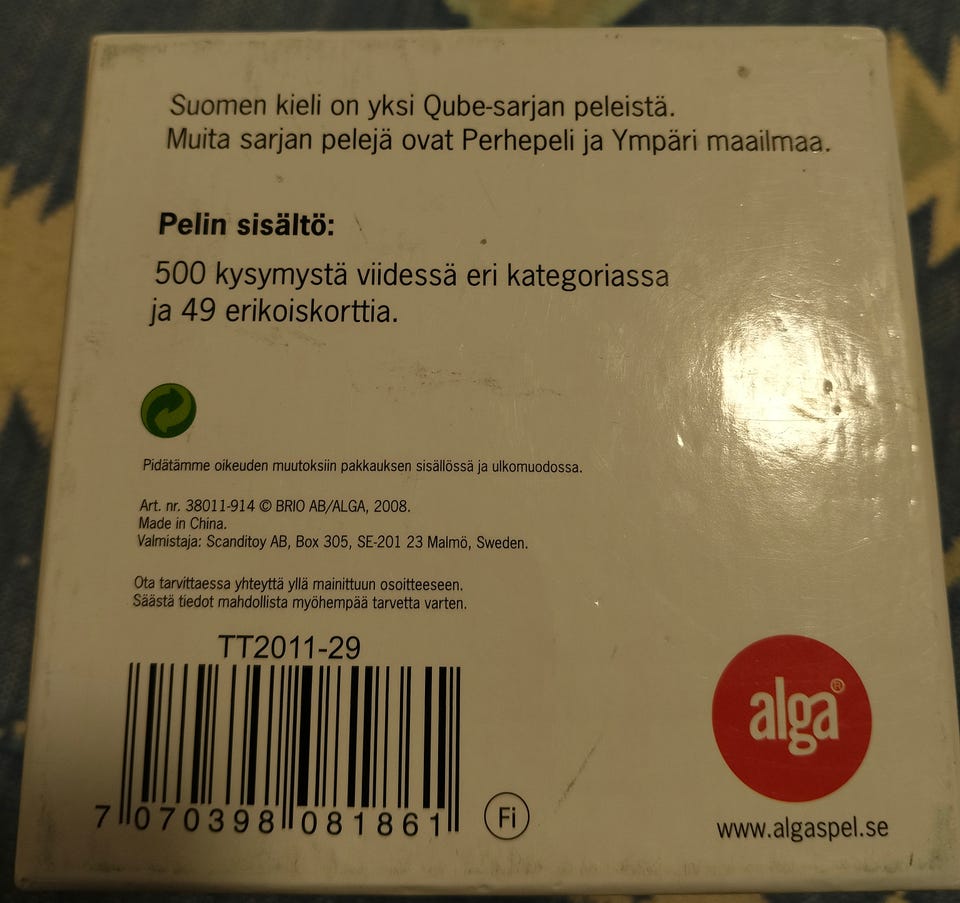 Suomen kieli on yksi Qube-sarjan peleistä.
Muita sarjan pelejä ovat Perhepeli ja Ympäri maailmaa.
Pelin sisältö:
500 kysymystä viidessä eri kategoriassa
ja 49 erikoiskorttia.
Pidätämme oikeuden muutoksiin pakkauksen sisällössä ja ulkomuodossa.
Art. nr. 38011-914 © BRIO AB/ALGA, 2008.
Made in China.
Valmistaja: Scanditoy AB, Box 305, SE-201 23 Malmö, Sweden.
Ota tarvittaessa yhteyttä yllä mainittuun osoitteeseen.
Säästä tiedot mahdollista myöhempää tarvetta varten.
TT2011-29
7 070398 081861
Fi
alga®
www.algaspel.se